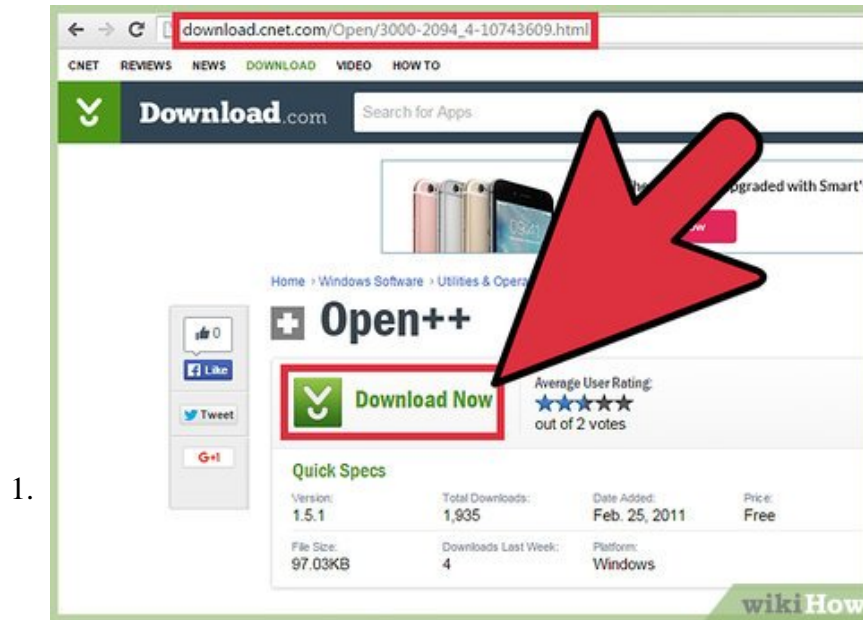 download.cnet.com/Open/3000-2094_4-10743609.html
CNET REVIEWS NEWS DOWNLOAD VIDEO HOW TO
Download.com Search for Apps
pgraded with Smart'
Home › Windows Software › Utilities & Opera
Open++
0
Like
Tweet
G+1
Download Now
Average User Rating:
out of 2 votes
Quick Specs
Version: Total Downloads: Date Added: Price:
1.5.1 1,935 Feb. 25, 2011 Free
File Size: Downloads Last Week: Platform:
97.03KB 4 Windows
1.
wikiHow